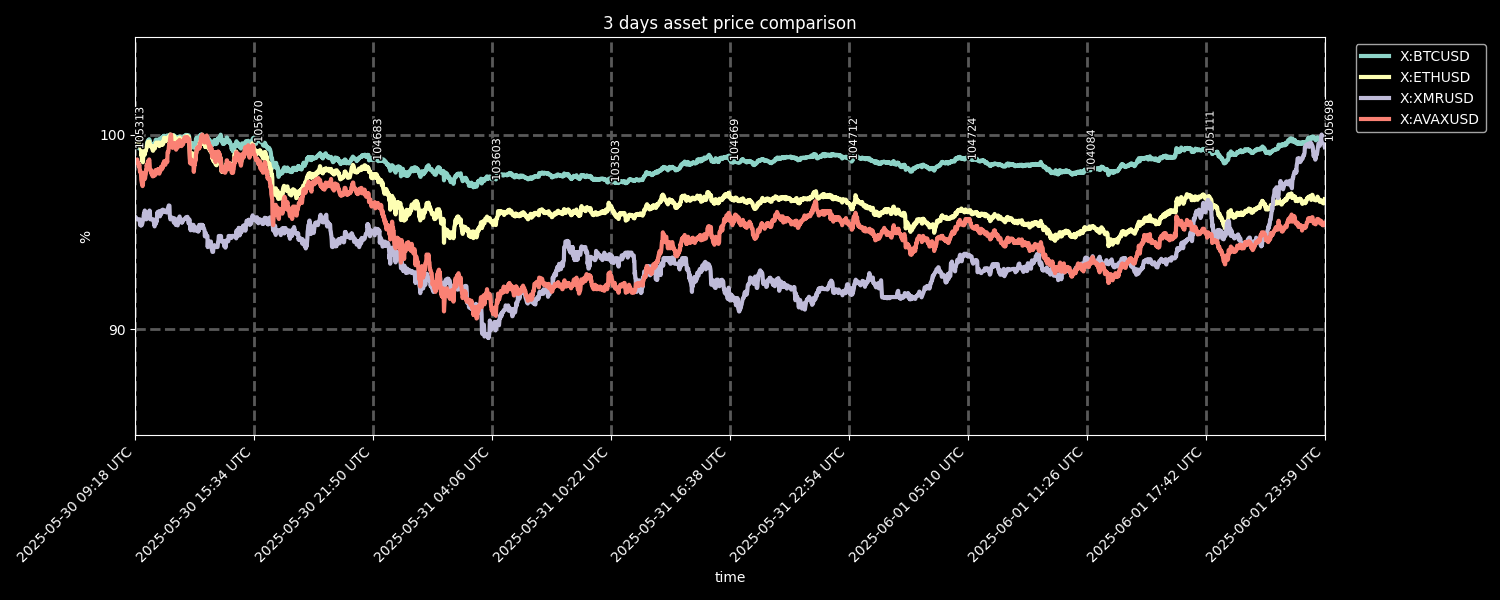 3 days asset price comparison
X:BTCUSD
X:ETHUSD
X:XMRUSD
X:AVAXUSD
100
90
%
105313
105670
104683
103603
103503
104669
104712
104724
104084
105111
105698
2025-05-30 09:18 UTC
2025-05-30 15:34 UTC
2025-05-30 21:50 UTC
2025-05-31 04:06 UTC
2025-05-31 10:22 UTC
2025-05-31 16:38 UTC
2025-05-31 22:54 UTC
2025-06-01 05:10 UTC
2025-06-01 11:26 UTC
2025-06-01 17:42 UTC
2025-06-01 23:59 UTC
time